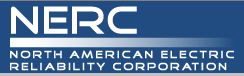 NERC
NORTH AMERICAN ELECTRIC
RELIABILITY CORPORATION